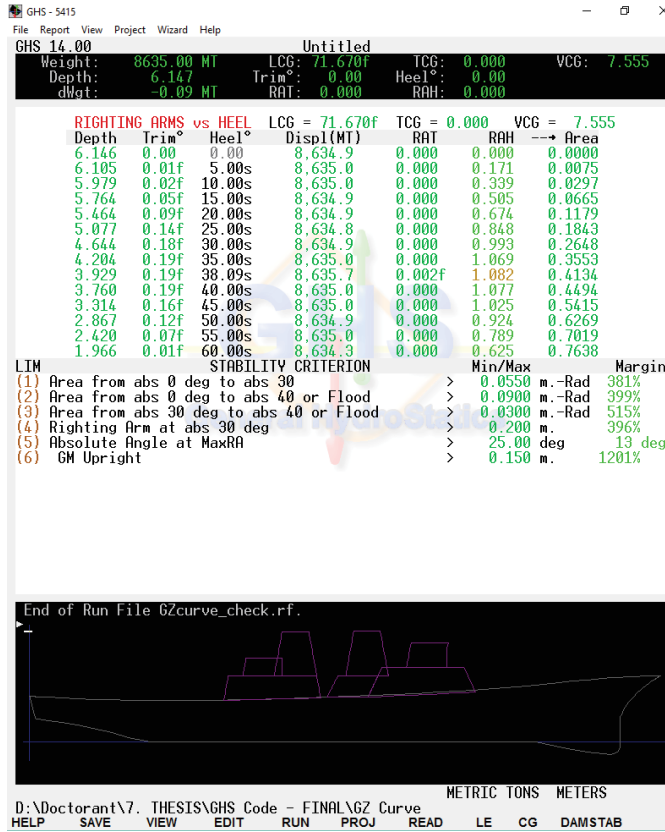 GHS - 5415
File Report View Project Wizard Help
GHS 14.00 Untitled
Weight: 8635.00 MT LCG: 71.670f TCG: 0.000 VCG: 7.555
Depth: 6.147 Trim°: 0.00 Heel°: 0.00
dWgt: -0.09 MT RAT: 0.000 RAH: 0.000
RIGHTING ARMS vs HEEL LCG = 71.670f TCG = 0.000 VCG = 7.555
Depth Trim° Heel° Displ(MT) RAT RAH --→ Area
6.146 0.00 0.00 8,634.9 0.000 0.000 0.0000
6.105 0.01f 5.00s 8,635.0 0.000 0.171 0.0075
5.979 0.02f 10.00s 8,635.0 0.000 0.339 0.0297
5.764 0.05f 15.00s 8,634.9 0.000 0.505 0.0665
5.464 0.09f 20.00s 8,634.9 0.000 0.674 0.1179
5.077 0.14f 25.00s 8,634.8 0.000 0.848 0.1843
4.644 0.18f 30.00s 8,634.9 0.000 0.993 0.2648
4.204 0.19f 35.00s 8,635.0 0.000 1.069 0.3553
3.929 0.19f 38.09s 8,635.7 0.002f 1.082 0.4134
3.760 0.19f 40.00s 8,635.0 0.000 1.077 0.4494
3.314 0.16f 45.00s 8,635.0 0.000 1.025 0.5415
2.867 0.12f 50.00s 8,634.9 0.000 0.924 0.6269
2.420 0.07f 55.00s 8,635.0 0.000 0.789 0.7019
1.966 0.01f 60.00s 8,634.3 0.000 0.625 0.7638
LIM STABILITY CRITERION Min/Max Margin
(1) Area from abs 0 deg to abs 30 > 0.0550 m.-Rad 381%
(2) Area from abs 0 deg to abs 40 or Flood > 0.0900 m.-Rad 399%
(3) Area from abs 30 deg to abs 40 or Flood > 0.0300 m.-Rad 515%
(4) Righting Arm at abs 30 deg > 0.200 m. 396%
(5) Absolute Angle at MaxRA > 25.00 deg 13 deg
(6) GM Upright > 0.150 m. 1201%
End of Run File GZcurve_check.rf.
METRIC TONS METERS
D:\Doctorant\7. THESIS\GHS Code - FINAL\GZ Curve
HELP SAVE VIEW EDIT RUN PROJ READ LE CG DAMSTAB